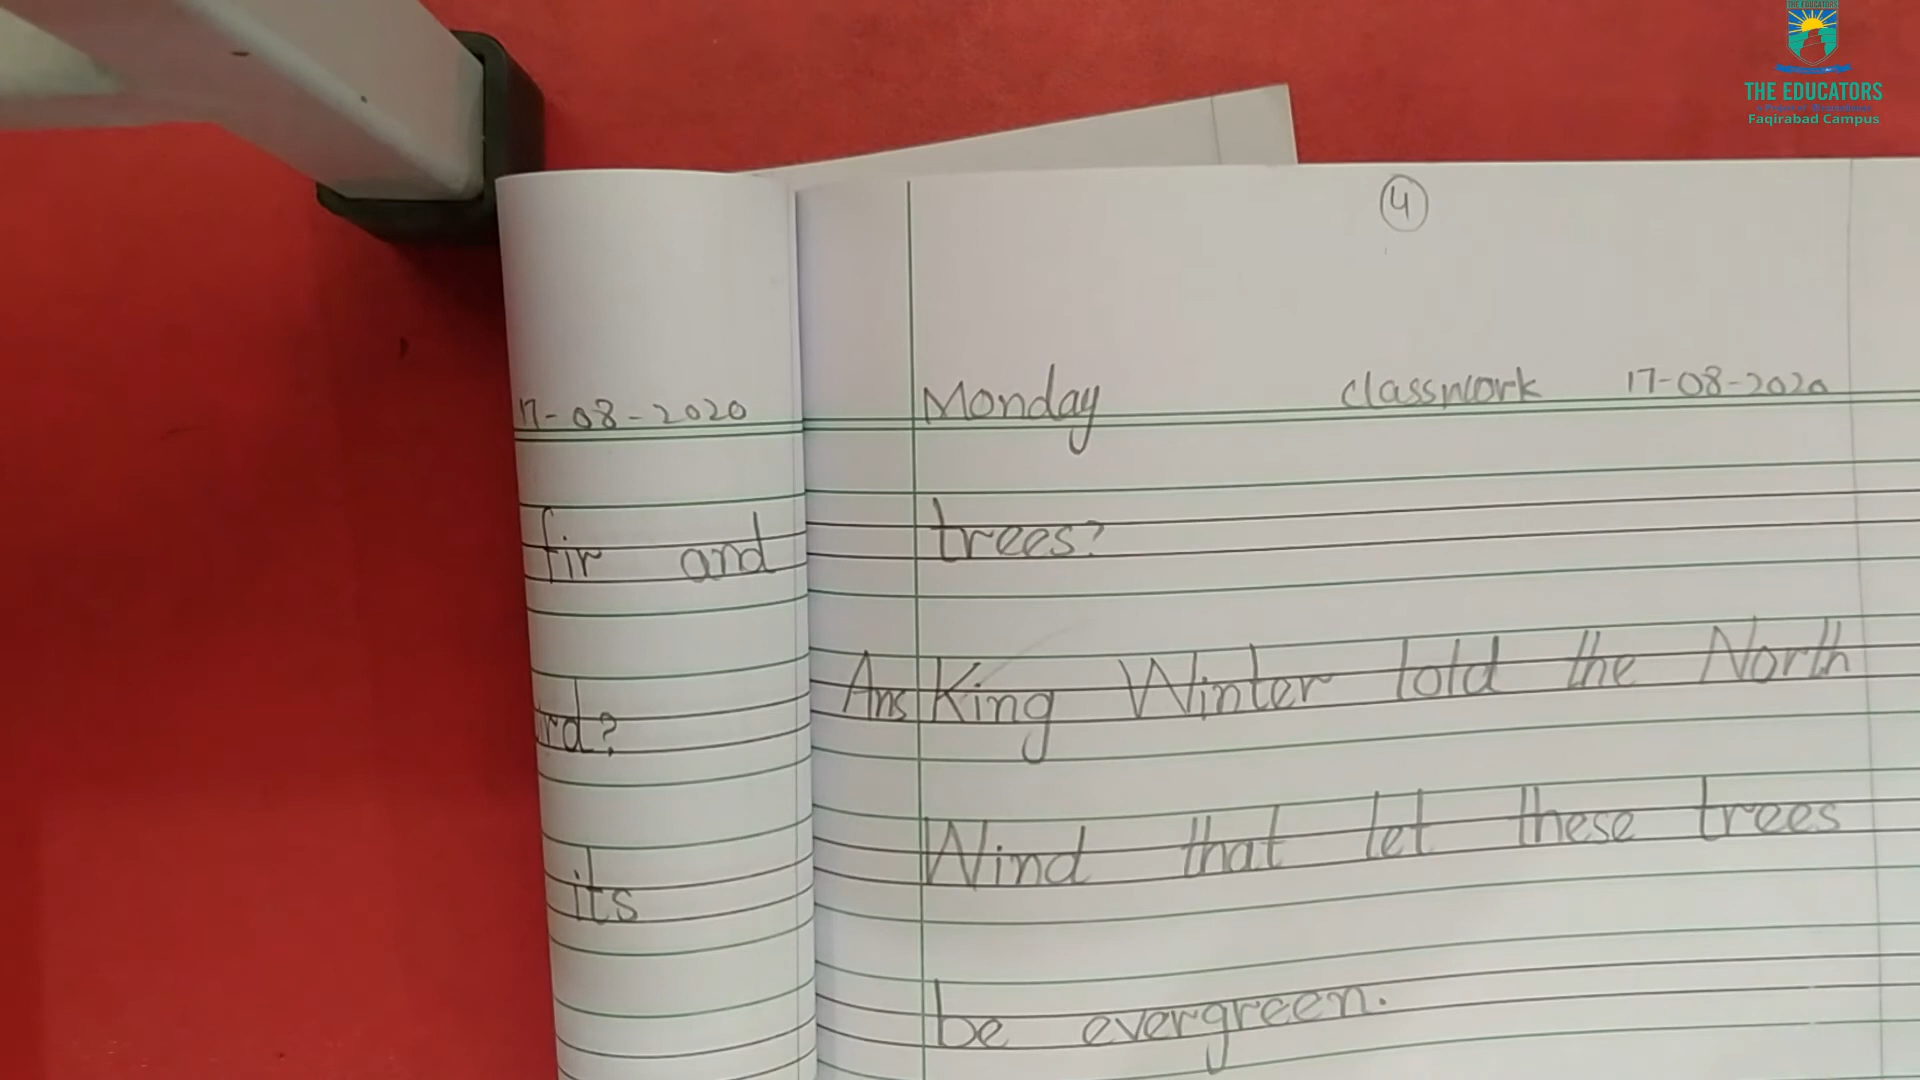 THE EDUCATORS
Faqirabad Campus
17-08-2020
fir and
its
4
Monday classwork 17-08-2020
trees?
Ans King Winter told the North
Wind that let these trees
be evergreen.